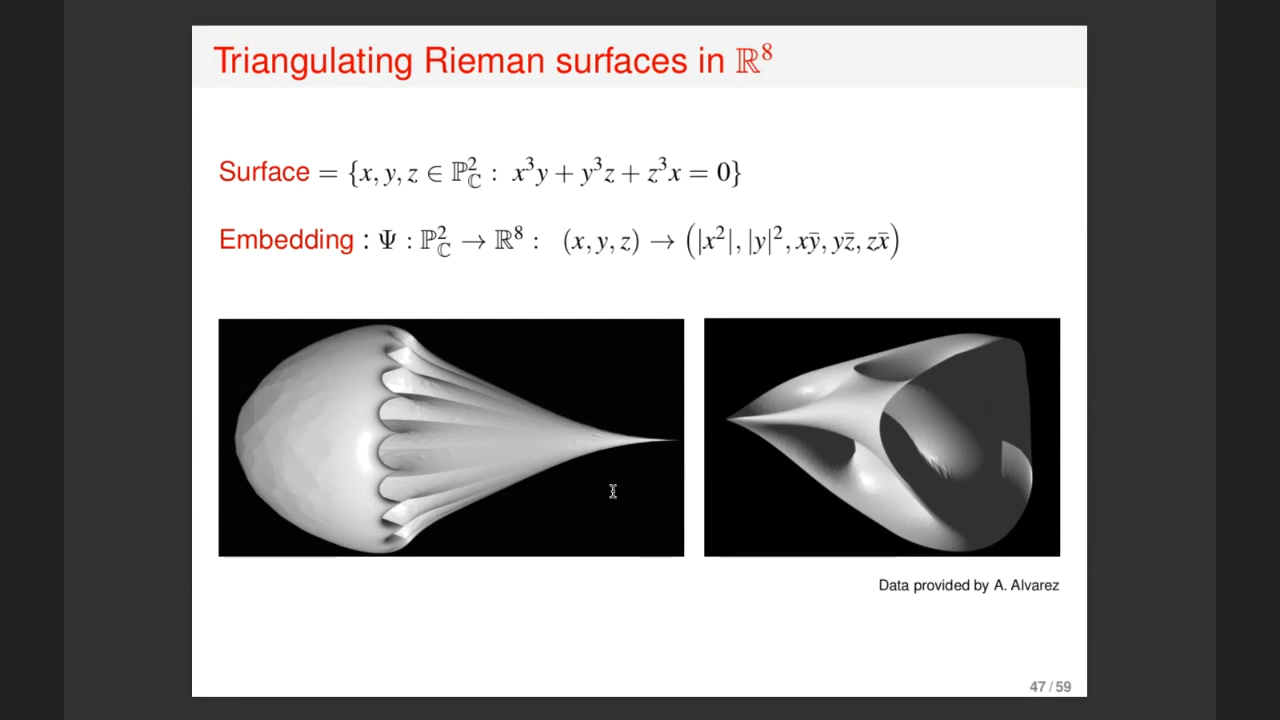 Triangulating Rieman surfaces in ℝ⁸
Surface = {x, y, z ∈ ℙ²_ℂ : x³y + y³z + z³x = 0}
Embedding : Ψ : ℙ²_ℂ → ℝ⁸ : (x, y, z) → (|x²|, |y|², xȳ, yz̄, zx̄)
Data provided by A. Alvarez
47 / 59